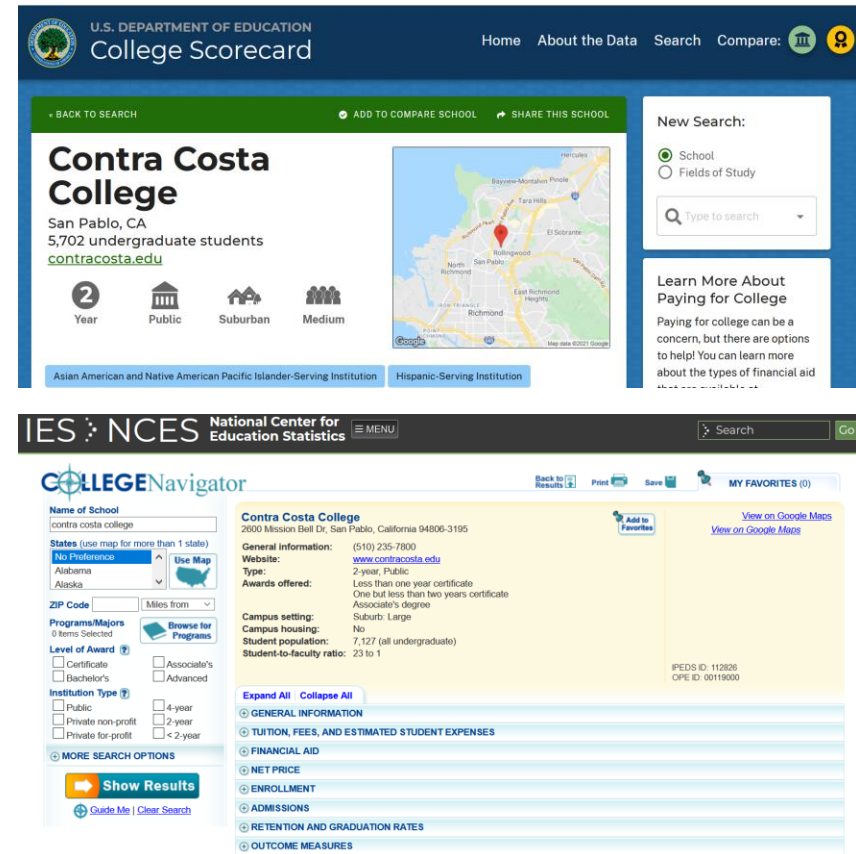 U.S. DEPARTMENT OF EDUCATION
College Scorecard
Home About the Data Search Compare:
« BACK TO SEARCH
ADD TO COMPARE SCHOOL
SHARE THIS SCHOOL
Contra Costa
College
San Pablo, CA
5,702 undergraduate students
contracosta.edu
2
Year
Public
Suburban
Medium
Hercules
Bayview-Montalvin
Pinole
Tara Hills
El Sobrante
Rollingwood
North
Richmond
San Pablo
East Richmond
Heights
IRON TRIANGLE
Richmond
POINT
RICHMOND
Google
Map data ©2021 Google
Asian American and Native American Pacific Islander-Serving Institution
Hispanic-Serving Institution
New Search:
School
Fields of Study
Type to search
Learn More About
Paying for College
Paying for college can be a
concern, but there are options
to help! You can learn more
about the types of financial aid
that are available at
IES NCES National Center for
Education Statistics
≡ MENU
Search
Go
COLLEGENavigator
Back to
Results
Print
Save
MY FAVORITES (0)
Name of School
contra costa college
States (use map for more than 1 state)
No Preference
Alabama
Alaska
Use Map
ZIP Code
Miles from
Programs/Majors
0 Items Selected
Browse for
Programs
Level of Award ?
Certificate
Associate's
Bachelor's
Advanced
Institution Type ?
Public
4-year
Private non-profit
2-year
Private for-profit
< 2-year
MORE SEARCH OPTIONS
Show Results
Guide Me | Clear Search
Contra Costa College
2600 Mission Bell Dr, San Pablo, California 94806-3195
General information: (510) 235-7800
Website: www.contracosta.edu
Type: 2-year, Public
Awards offered: Less than one year certificate
One but less than two years certificate
Associate's degree
Campus setting: Suburb: Large
Campus housing: No
Student population: 7,127 (all undergraduate)
Student-to-faculty ratio: 23 to 1
Add to
Favorites
View on Google Maps
View on Google Maps
IPEDS ID: 112826
OPE ID: 00119000
Expand All Collapse All
GENERAL INFORMATION
TUITION, FEES, AND ESTIMATED STUDENT EXPENSES
FINANCIAL AID
NET PRICE
ENROLLMENT
ADMISSIONS
RETENTION AND GRADUATION RATES
OUTCOME MEASURES